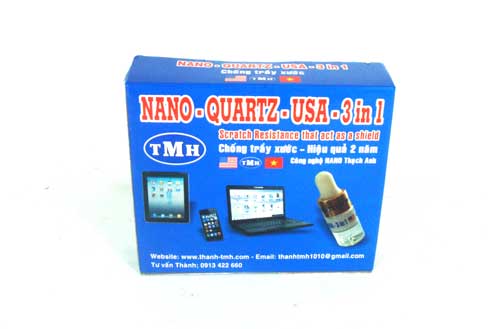 NANO - QUARTZ - USA - 3 in 1
Chống trầy xước
TMH
NANO - QUARTZ - USA - 3 in 1
Scratch Resistance that act as a shield
TMH
Chống trầy xước - Hiệu quả 2 năm
TMH
Công nghệ NANO Thạch Anh
Website: www.thanh-tmh.com - Email: thanhtmh1010@gmail.com
Tư vấn Thành: 0913 422 660